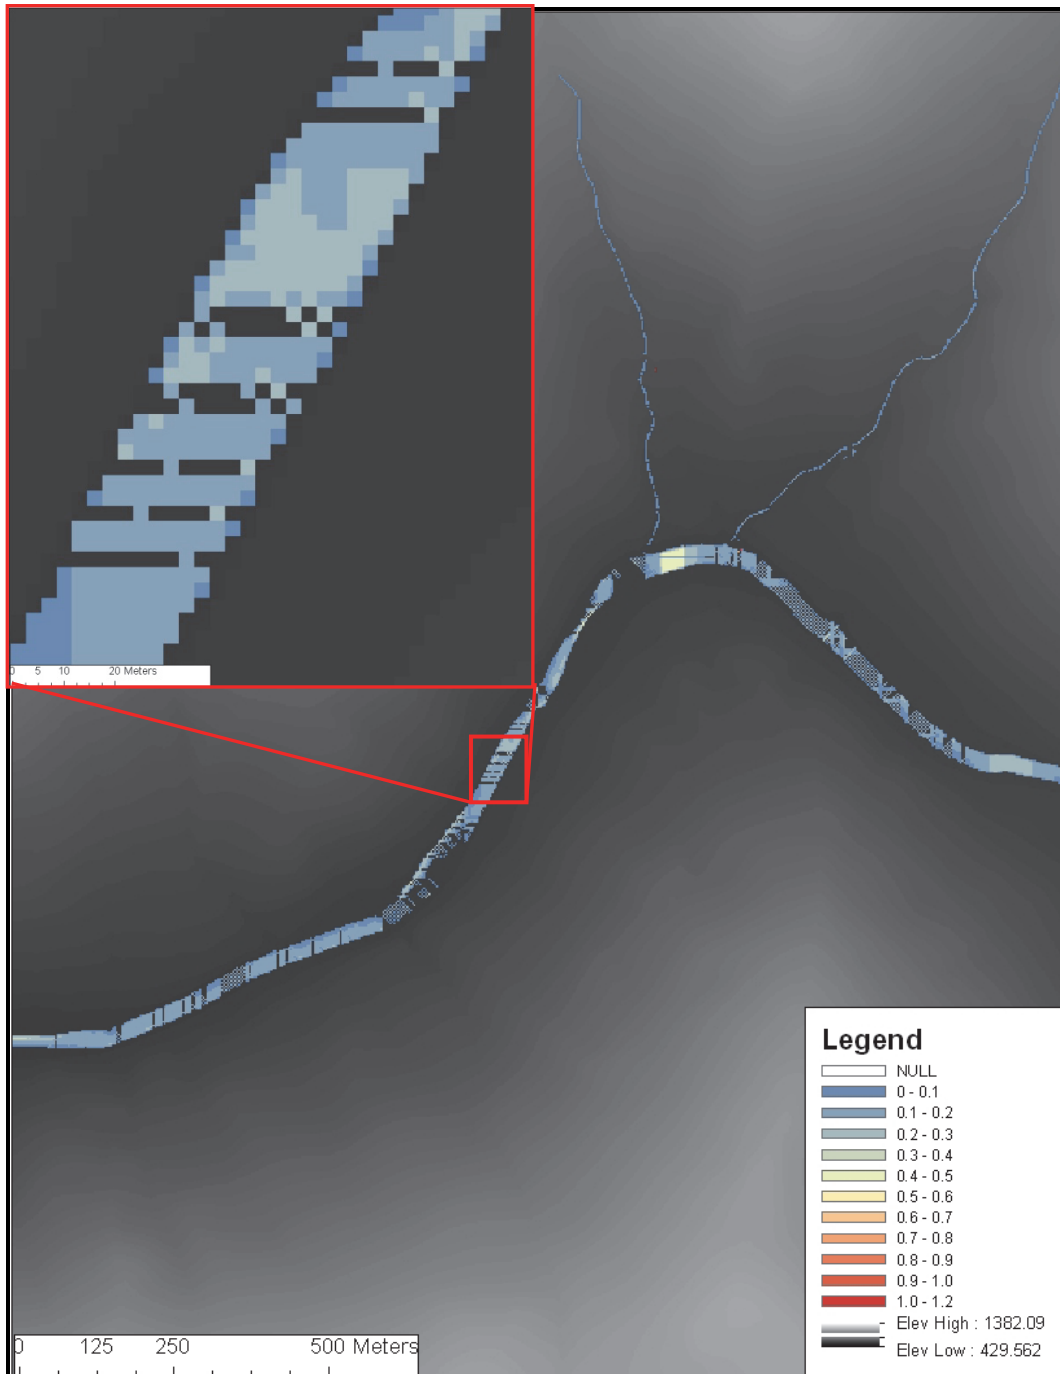 0 5 10 20 Meters
Legend
NULL
0 - 0.1
0.1 - 0.2
0.2 - 0.3
0.3 - 0.4
0.4 - 0.5
0.5 - 0.6
0.6 - 0.7
0.7 - 0.8
0.8 - 0.9
0.9 - 1.0
1.0 - 1.2
Elev High : 1382.09
Elev Low : 429.562
0 125 250 500 Meters